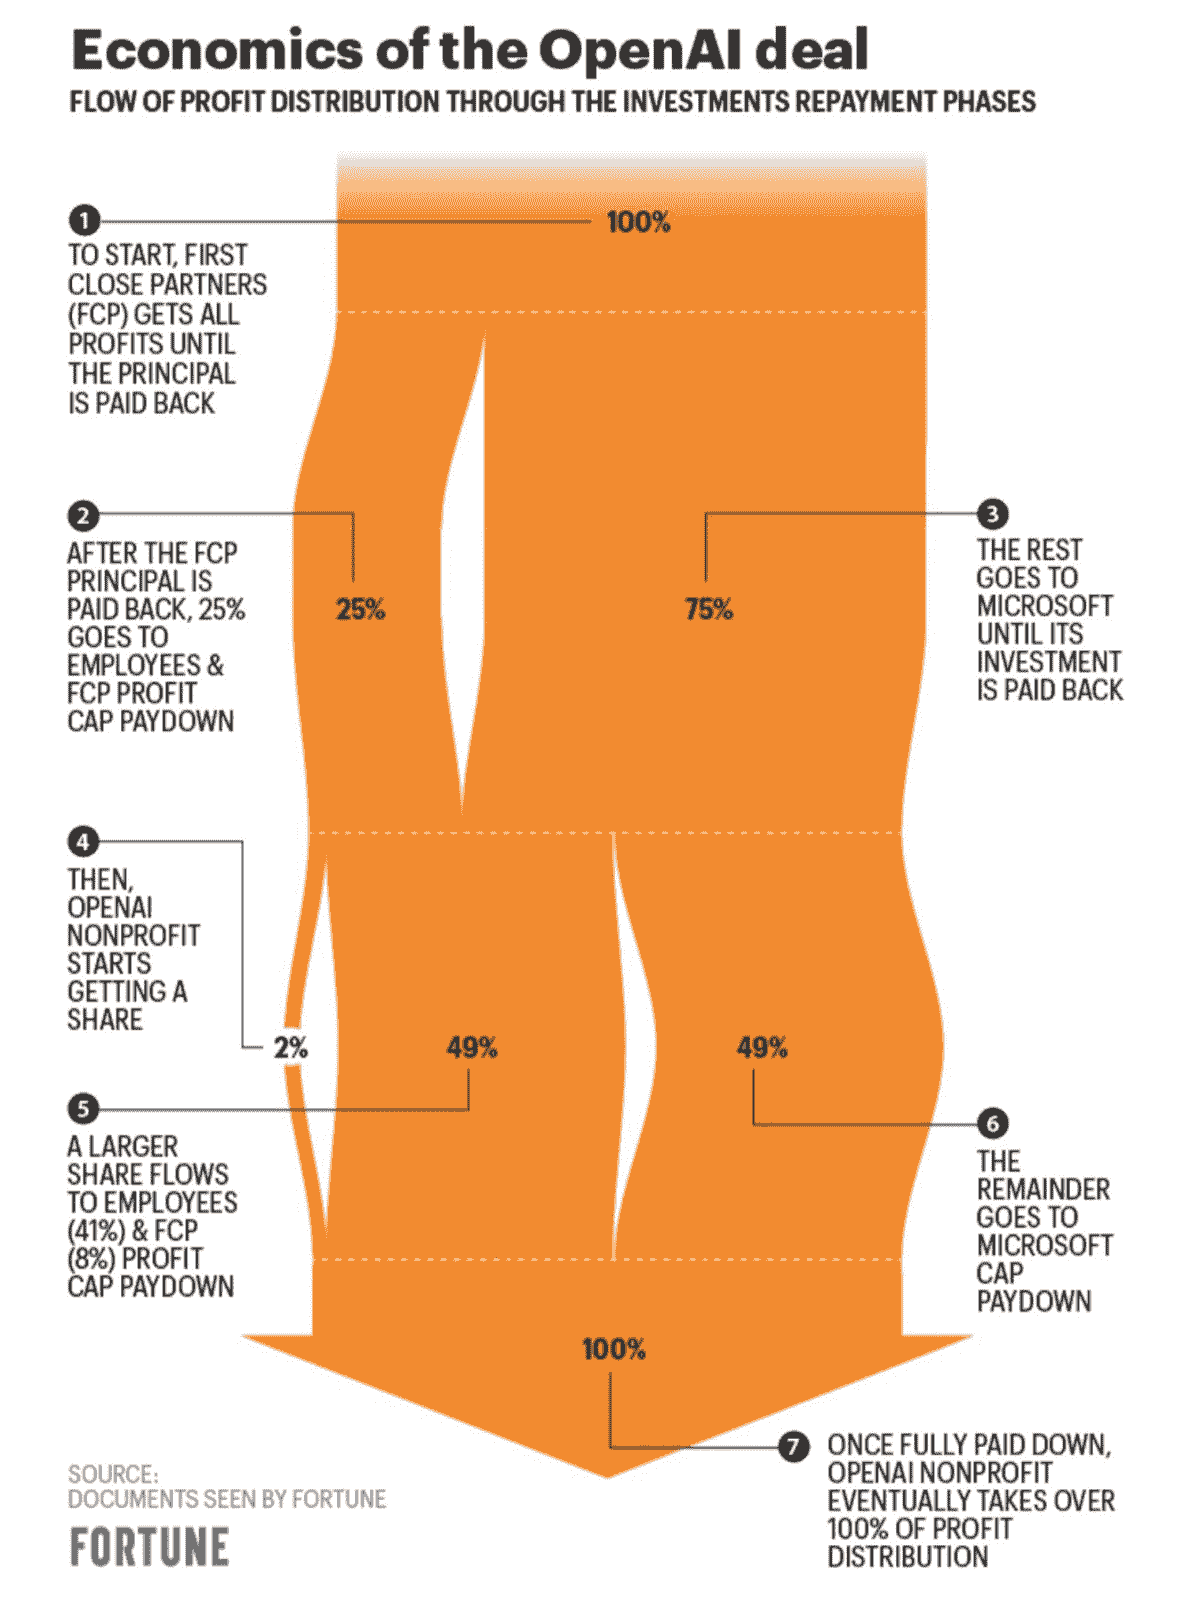 Economics of the OpenAI deal
FLOW OF PROFIT DISTRIBUTION THROUGH THE INVESTMENTS REPAYMENT PHASES
1
100%
TO START, FIRST
CLOSE PARTNERS
(FCP) GETS ALL
PROFITS UNTIL
THE PRINCIPAL
IS PAID BACK
2
AFTER THE FCP
PRINCIPAL IS
PAID BACK, 25%
GOES TO
EMPLOYEES &
FCP PROFIT
CAP PAYDOWN
25%
75%
3
THE REST
GOES TO
MICROSOFT
UNTIL ITS
INVESTMENT
IS PAID BACK
4
THEN,
OPENAI
NONPROFIT
STARTS
GETTING A
SHARE
2%
49%
49%
5
A LARGER
SHARE FLOWS
TO EMPLOYEES
(41%) & FCP
(8%) PROFIT
CAP PAYDOWN
6
THE
REMAINDER
GOES TO
MICROSOFT
CAP
PAYDOWN
100%
7
ONCE FULLY PAID DOWN,
OPENAI NONPROFIT
EVENTUALLY TAKES OVER
100% OF PROFIT
DISTRIBUTION
SOURCE:
DOCUMENTS SEEN BY FORTUNE
FORTUNE